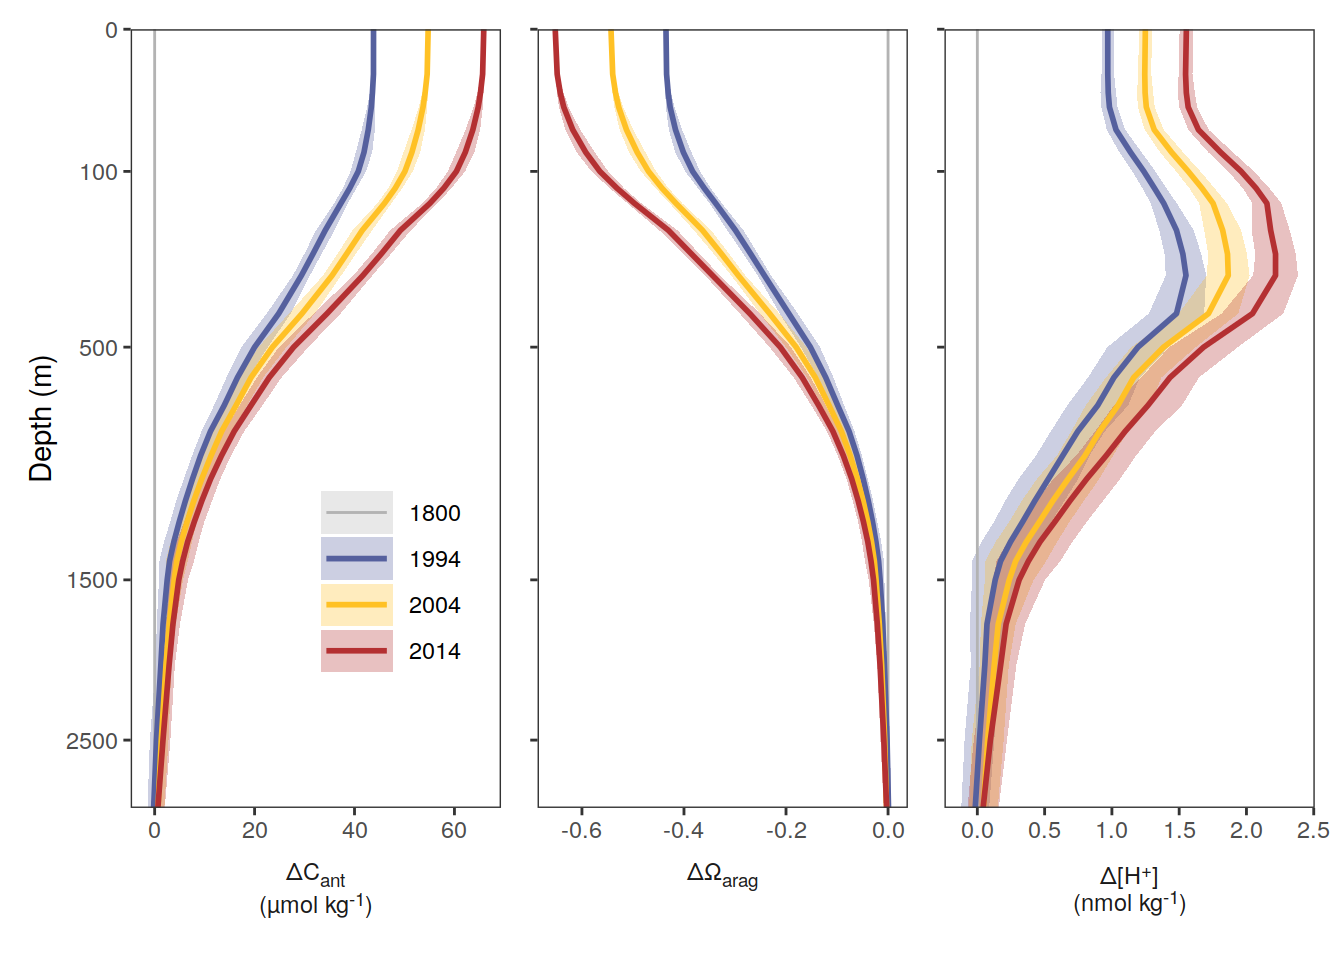 0
100
500
1500
2500
Depth (m)
1800
1994
2004
2014
0 20 40 60
-0.6 -0.4 -0.2 0.0
0.0 0.5 1.0 1.5 2.0 2.5
ΔCant
(μmol kg⁻¹)
ΔΩarag
Δ[H⁺]
(nmol kg⁻¹)